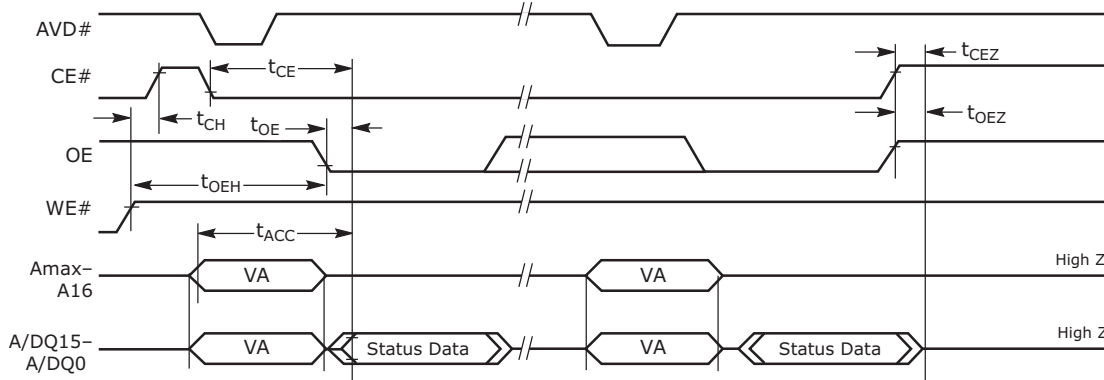 AVD#
CE#
tCE
tCEZ
tCH
tOE
tOEZ
OE
tOEH
WE#
tACC
Amax–
A16
VA
VA
High Z
A/DQ15–
A/DQ0
VA
Status Data
VA
Status Data
High Z